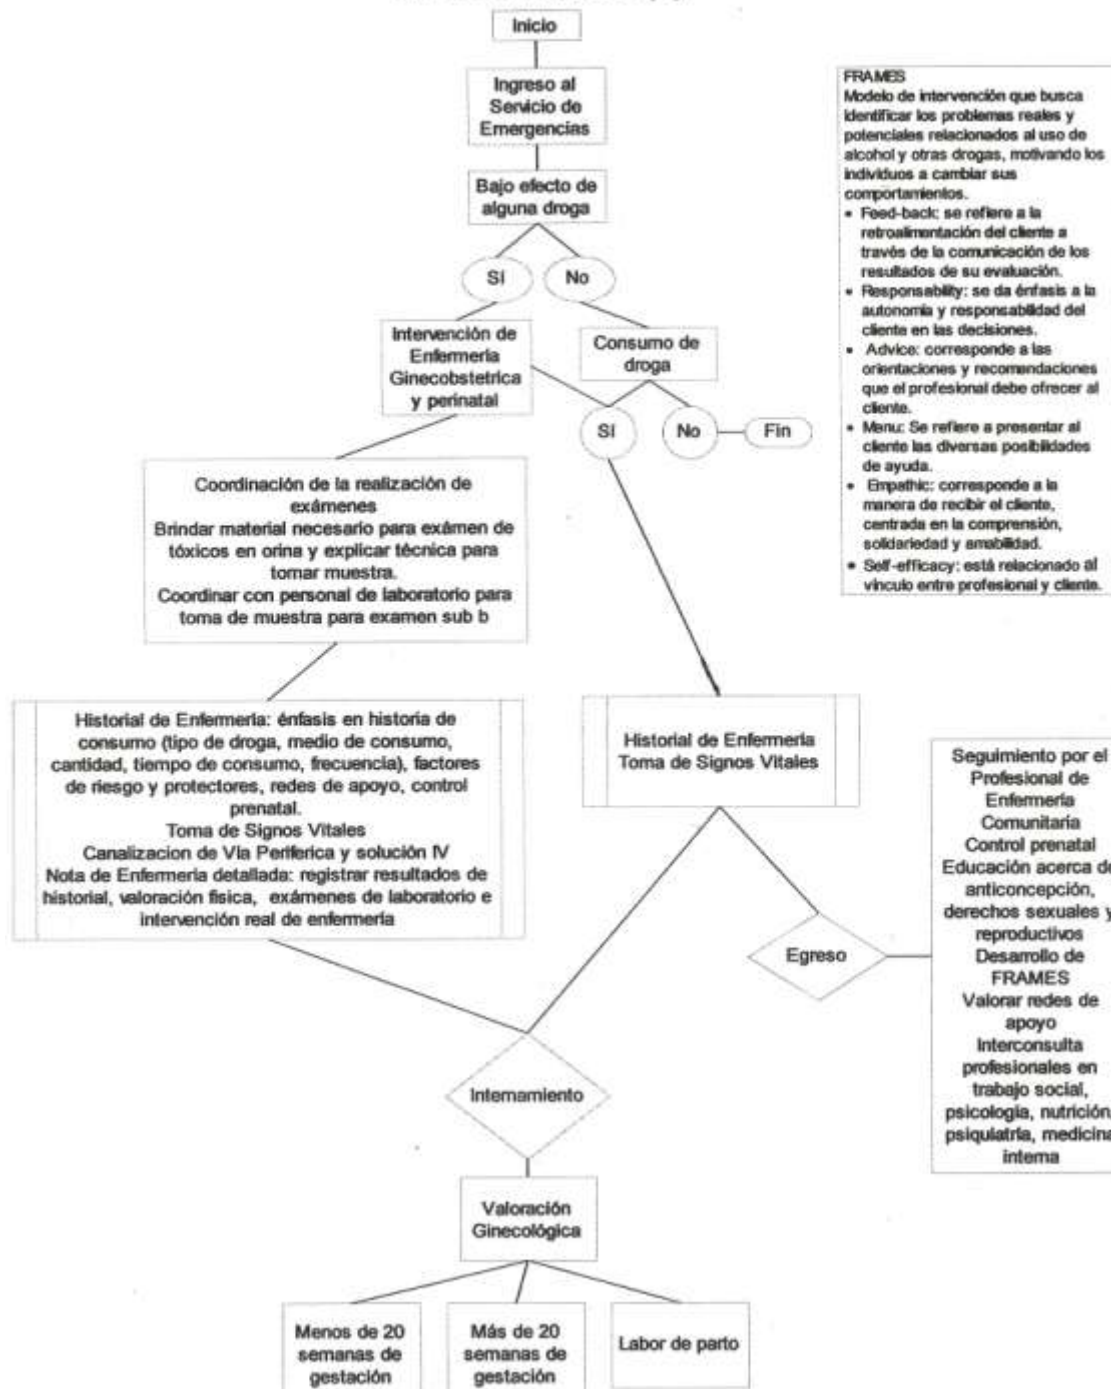 Inicio
Ingreso al
Servicio de
Emergencias
Bajo efecto de
alguna droga
Sí
No
Intervención de
Enfermería
Ginecobstetrica
y perinatal
Consumo de
droga
Sí
No
Fin
FRAMES
Modelo de intervención que busca
identificar los problemas reales y
potenciales relacionados al uso de
alcohol y otras drogas, motivando los
individuos a cambiar sus
comportamientos.
• Feed-back: se refiere a la
retroalimentación del cliente a
través de la comunicación de los
resultados de su evaluación.
• Responsability: se da énfasis a la
autonomía y responsabilidad del
cliente en las decisiones.
• Advice: corresponde a las
orientaciones y recomendaciones
que el profesional debe ofrecer al
cliente.
• Menu: Se refiere a presentar al
cliente las diversas posibilidades
de ayuda.
• Empathic: corresponde a la
manera de recibir el cliente,
centrada en la comprensión,
solidariedad y amabilidad.
• Self-efficacy: está relacionado al
vínculo entre profesional y cliente.
Coordinación de la realización de
exámenes
Brindar material necesario para exámen de
tóxicos en orina y explicar técnica para
tomar muestra.
Coordinar con personal de laboratorio para
toma de muestra para examen sub b
Historial de Enfermería: énfasis en historia de
consumo (tipo de droga, medio de consumo,
cantidad, tiempo de consumo, frecuencia), factores
de riesgo y protectores, redes de apoyo, control
prenatal.
Toma de Signos Vitales
Canalizacion de Vía Periferica y solución IV
Nota de Enfermería detallada: registrar resultados de
historial, valoración física, exámenes de laboratorio e
intervención real de enfermería
Historial de Enfermería
Toma de Signos Vitales
Seguimiento por el
Profesional de
Enfermería
Comunitaria
Control prenatal
Educación acerca de
anticoncepción,
derechos sexuales y
reproductivos
Desarrollo de
FRAMES
Valorar redes de
apoyo
Interconsulta
profesionales en
trabajo social,
psicología, nutrición,
psiquiatría, medicina
interna
Egreso
Internamiento
Valoración
Ginecológica
Menos de 20
semanas de
gestación
Más de 20
semanas de
gestación
Labor de parto